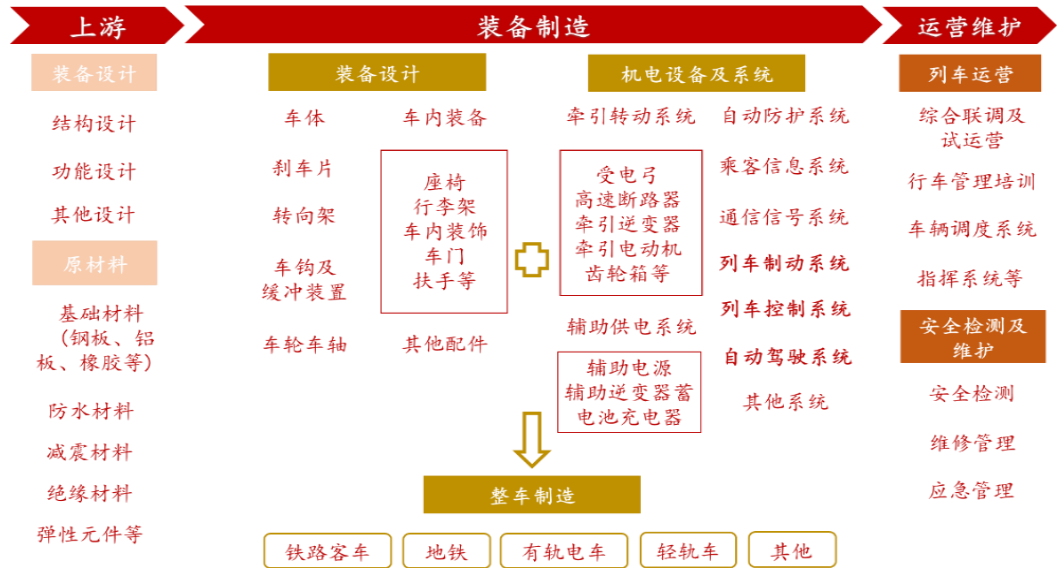 上游
装备制造
运营维护
装备设计
结构设计
功能设计
其他设计
原材料
基础材料
（钢板、铝
板、橡胶等）
防水材料
减震材料
绝缘材料
弹性元件等
装备设计
车体
刹车片
转向架
车钩及
缓冲装置
车轮车轴
车内装备
座椅
行李架
车内装饰
车门
扶手等
其他配件
机电设备及系统
牵引转动系统
受电弓
高速断路器
牵引逆变器
牵引电动机
齿轮箱等
辅助供电系统
辅助电源
辅助逆变器蓄
电池充电器
自动防护系统
乘客信息系统
通信信号系统
列车制动系统
列车控制系统
自动驾驶系统
其他系统
整车制造
铁路客车
地铁
有轨电车
轻轨车
其他
列车运营
综合联调及
试运营
行车管理培训
车辆调度系统
指挥系统等
安全检测及
维护
安全检测
维修管理
应急管理